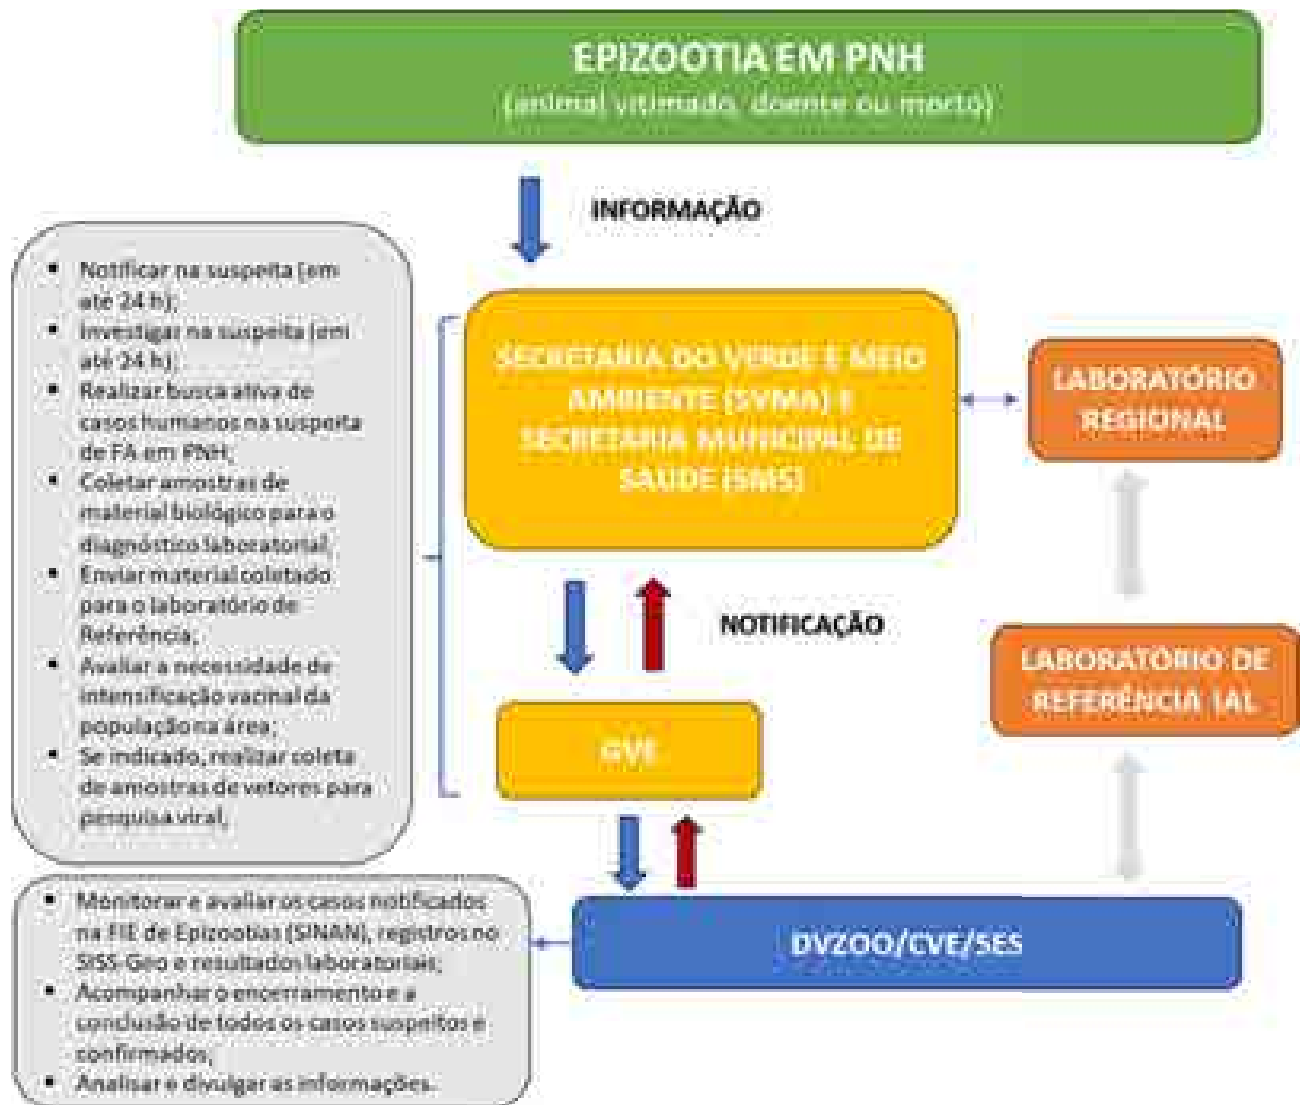 EPIZOOTIA EM PNH
(animal vitimado, doente ou morto)
INFORMAÇÃO
▪ Notificar na suspeita (em
até 24 h);
▪ Investigar na suspeita (em
até 24 h);
▪ Realizar busca ativa de
casos humanos na suspeita
de FA em PNH;
▪ Coletar amostras de
material biológico para o
diagnóstico laboratorial;
▪ Enviar material coletado
para o laboratório de
Referência;
▪ Avaliar a necessidade de
intensificação vacinal da
população na área;
▪ Se indicado, realizar coleta
de amostras de vetores para
pesquisa viral;
SECRETARIA DO VERDE E MEIO
AMBIENTE (SVMA) E
SECRETARIA MUNICIPAL DE
SAÚDE (SMS)
LABORATÓRIO
REGIONAL
NOTIFICAÇÃO
LABORATÓRIO DE
REFERÊNCIA IAL
GVE
DVZOO/CVE/SES
▪ Monitorar e avaliar os casos notificados
na FIE de Epizootias (SINAN), registros no
SISS-Geo e resultados laboratoriais;
▪ Acompanhar o encerramento e a
conclusão de todos os casos suspeitos e
confirmados;
▪ Analisar e divulgar as informações.